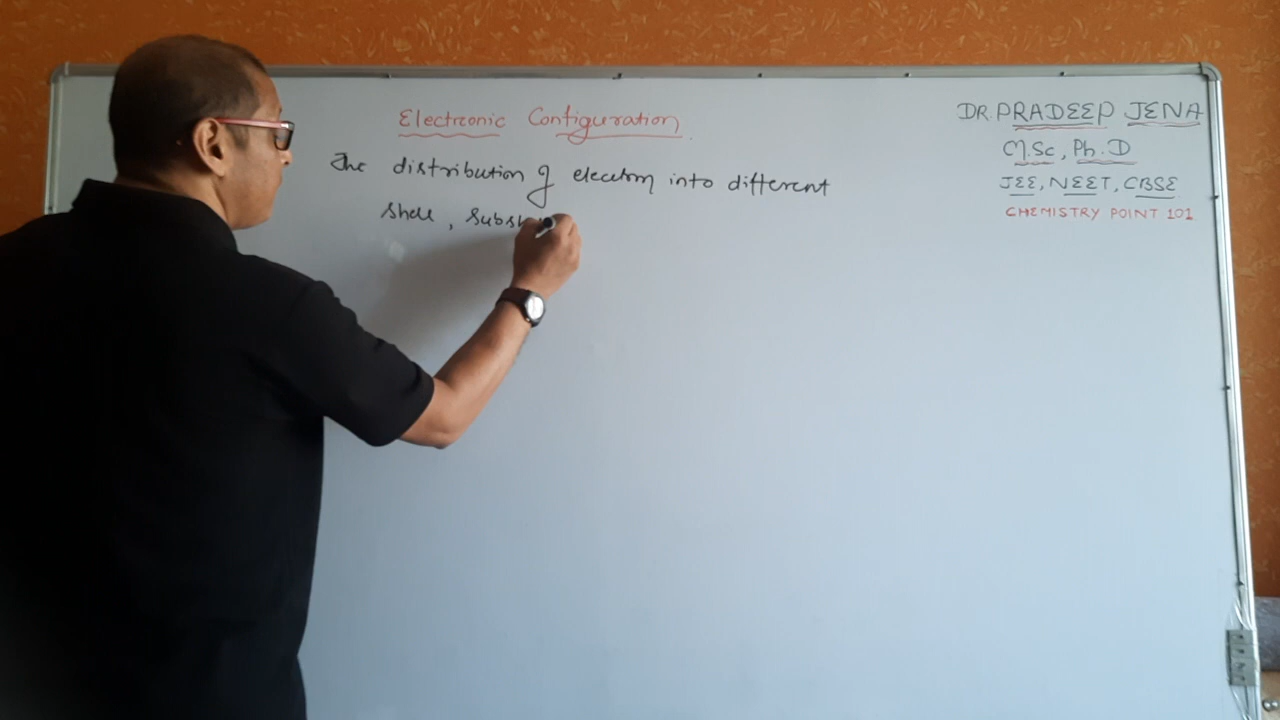 Electronic Configuration
The distribution of electron into different
shell, subsh
DR. PRADEEP JENA
M.Sc, Ph.D
JEE, NEET, CBSE
CHEMISTRY POINT 101